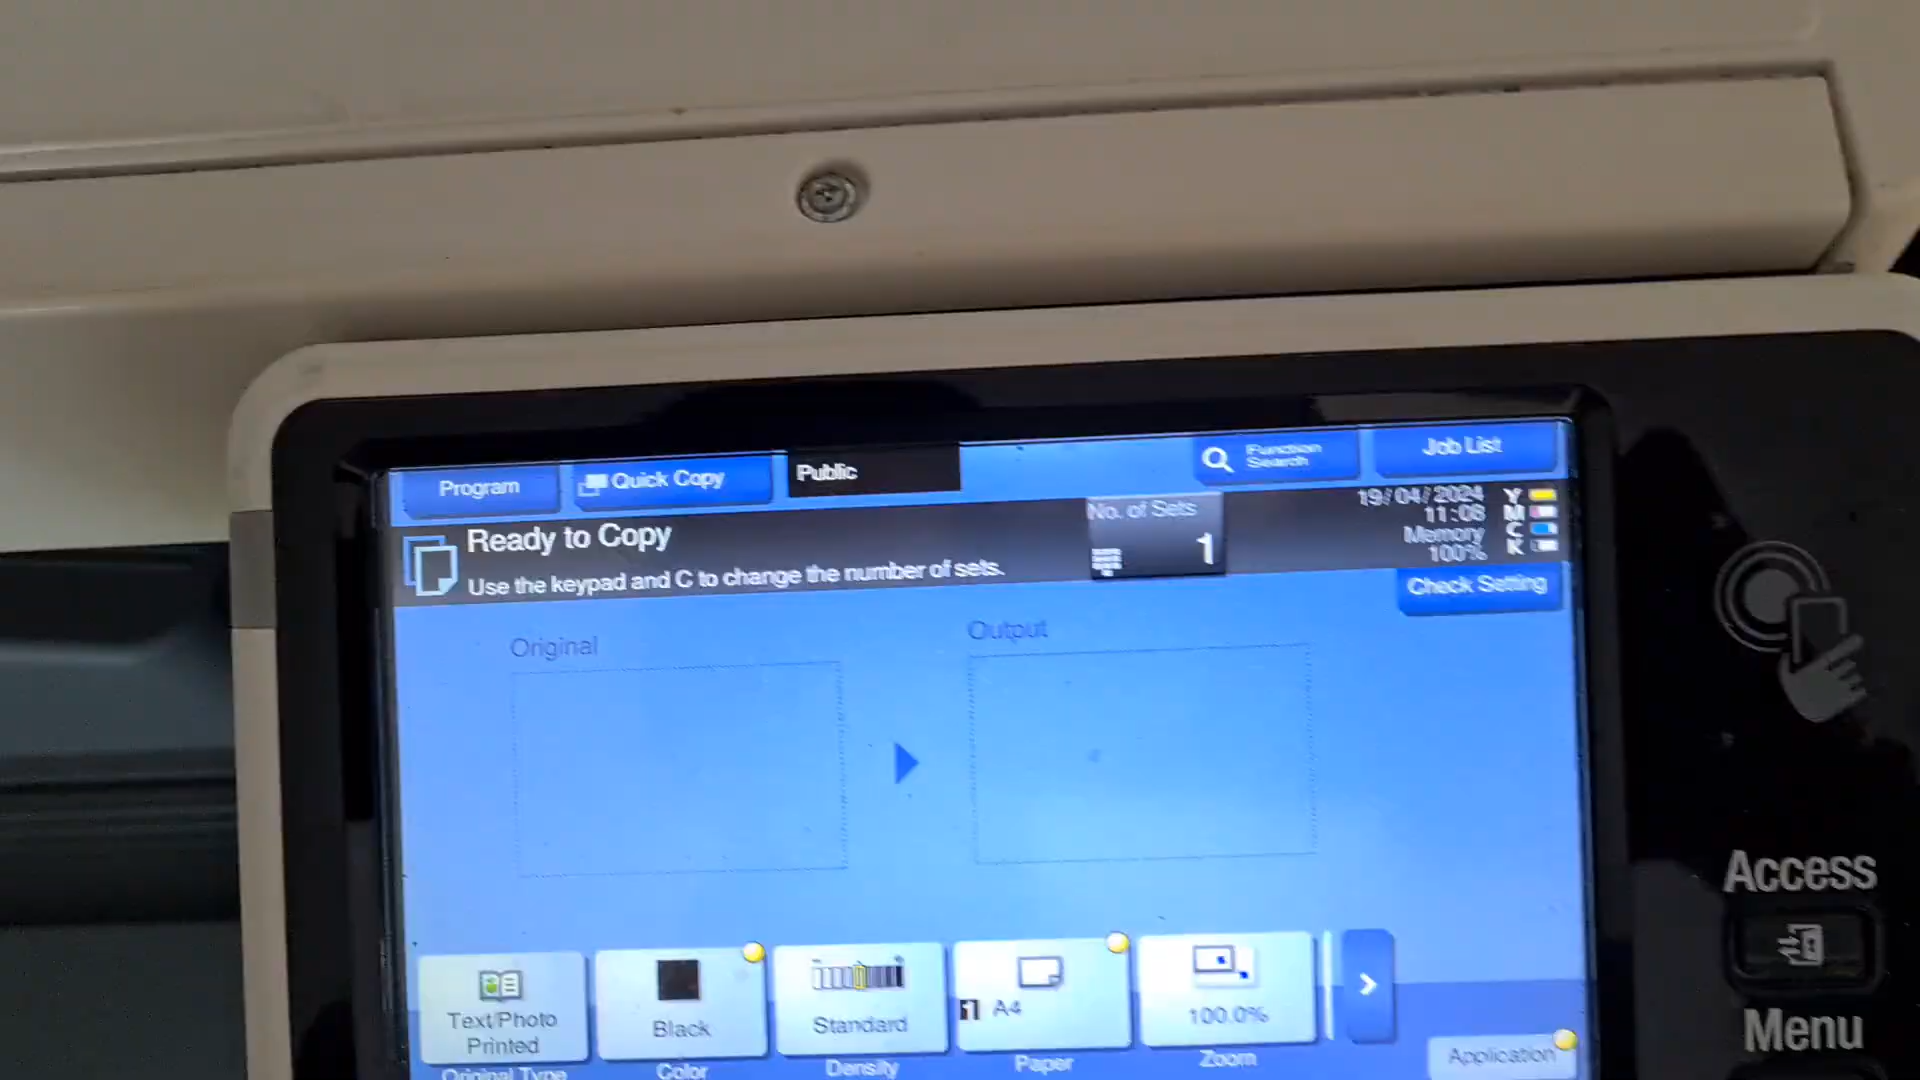 Program
Quick Copy
Public
Function Search
Job List
Ready to Copy
Use the keypad and C to change the number of sets.
No. of Sets
1
19/04/2024
11:08
Memory
100%
Y
M
C
K
Check Setting
Original
Output
Text/Photo
Printed
Original Type
Black
Color
Standard
Density
1 A4
Paper
100.0%
Zoom
Application
Access
Menu